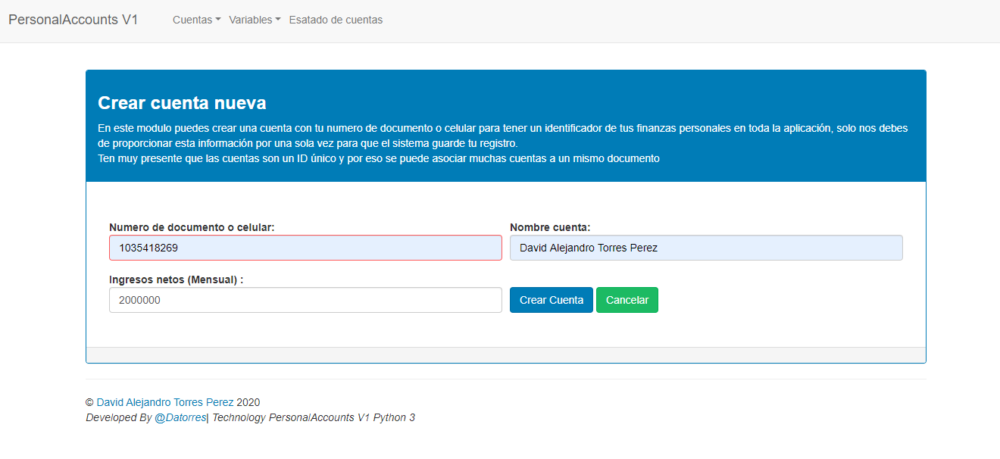 PersonalAccounts V1 Cuentas Variables Esatado de cuentas
Crear cuenta nueva
En este modulo puedes crear una cuenta con tu numero de documento o celular para tener un identificador de tus finanzas personales en toda la aplicación, solo nos debes
de proporcionar esta información por una sola vez para que el sistema guarde tu registro.
Ten muy presente que las cuentas son un ID único y por eso se puede asociar muchas cuentas a un mismo documento
Numero de documento o celular: Nombre cuenta:
1035418269 David Alejandro Torres Perez
Ingresos netos (Mensual) :
2000000 Crear Cuenta Cancelar
© David Alejandro Torres Perez 2020
Developed By @Datorres| Technology PersonalAccounts V1 Python 3